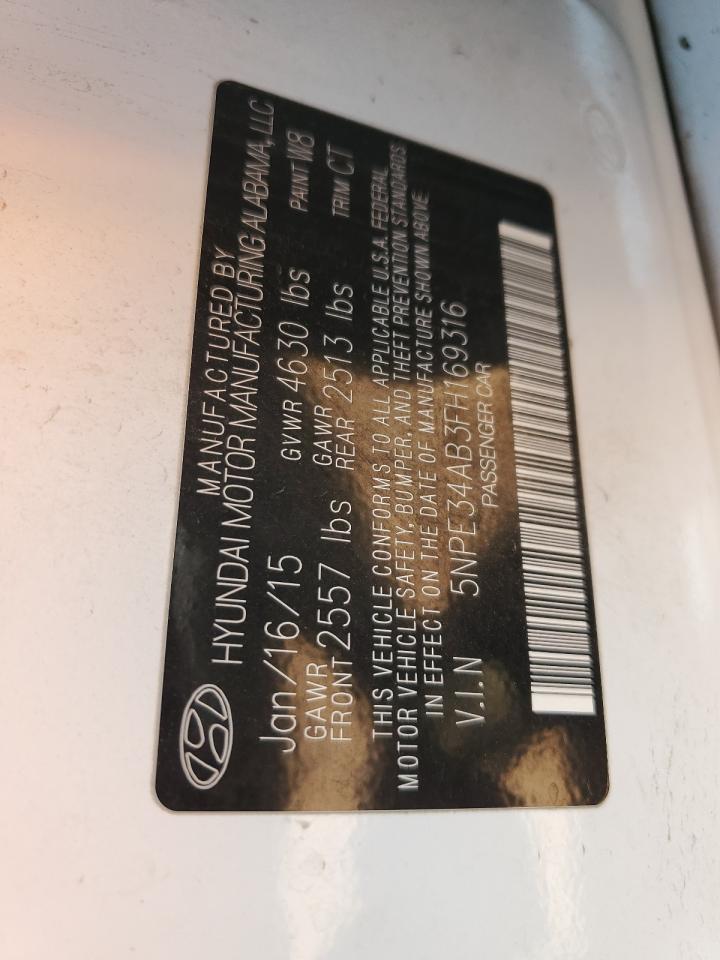 MANUFACTURED BY
HYUNDAI MOTOR MANUFACTURING ALABAMA, LLC
Jan/16/15 GVWR 4630 lbs PAINT W8
GAWR FRONT 2557 lbs GAWR REAR 2513 lbs TRIM CT
THIS VEHICLE CONFORMS TO ALL APPLICABLE U.S.A. FEDERAL
MOTOR VEHICLE SAFETY, BUMPER, AND THEFT PREVENTION STANDARDS
IN EFFECT ON THE DATE OF MANUFACTURE SHOWN ABOVE
V.I.N 5NPE34AB3FH169316
PASSENGER CAR